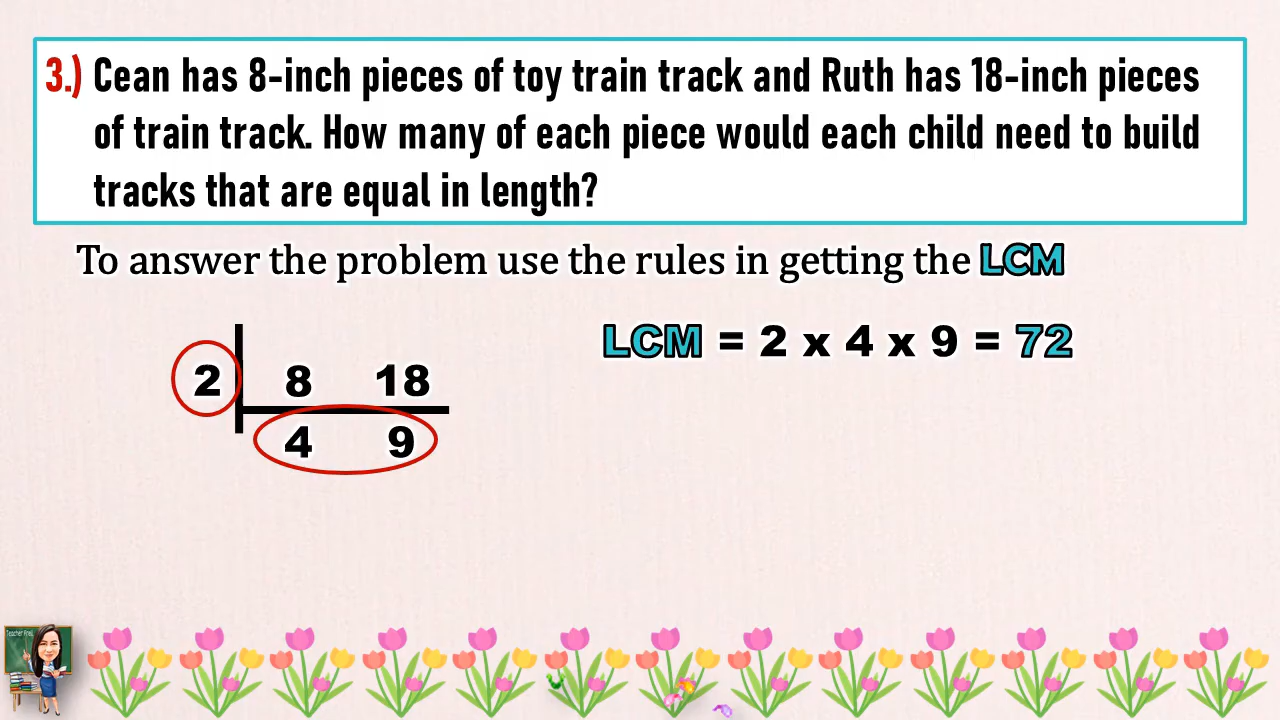 3.) Cean has 8-inch pieces of toy train track and Ruth has 18-inch pieces
of train track. How many of each piece would each child need to build
tracks that are equal in length?
To answer the problem use the rules in getting the LCM
LCM = 2 x 4 x 9 = 72
2 8 18
4 9